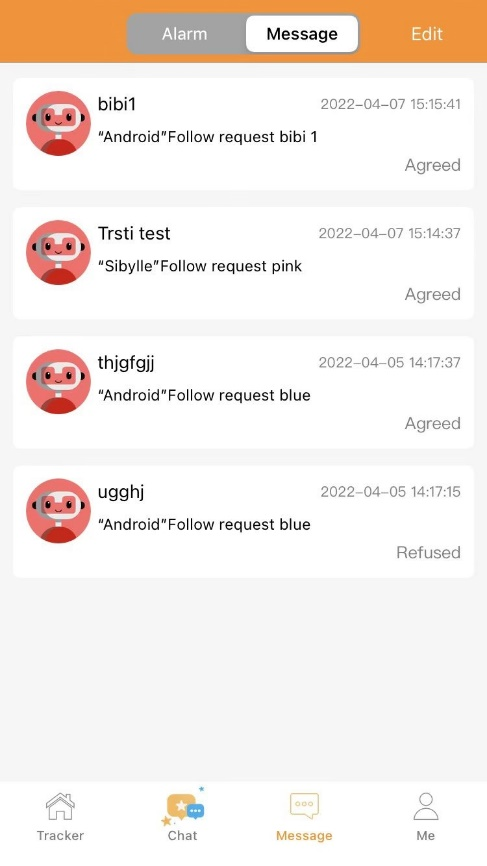 Alarm Message Edit
bibi1 2022-04-07 15:15:41
“Android”Follow request bibi 1
Agreed
Trsti test 2022-04-07 15:14:37
“Sibylle”Follow request pink
Agreed
thjgfgjj 2022-04-05 14:17:37
“Android”Follow request blue
Agreed
ugghj 2022-04-05 14:17:15
“Android”Follow request blue
Refused
Tracker Chat Message Me